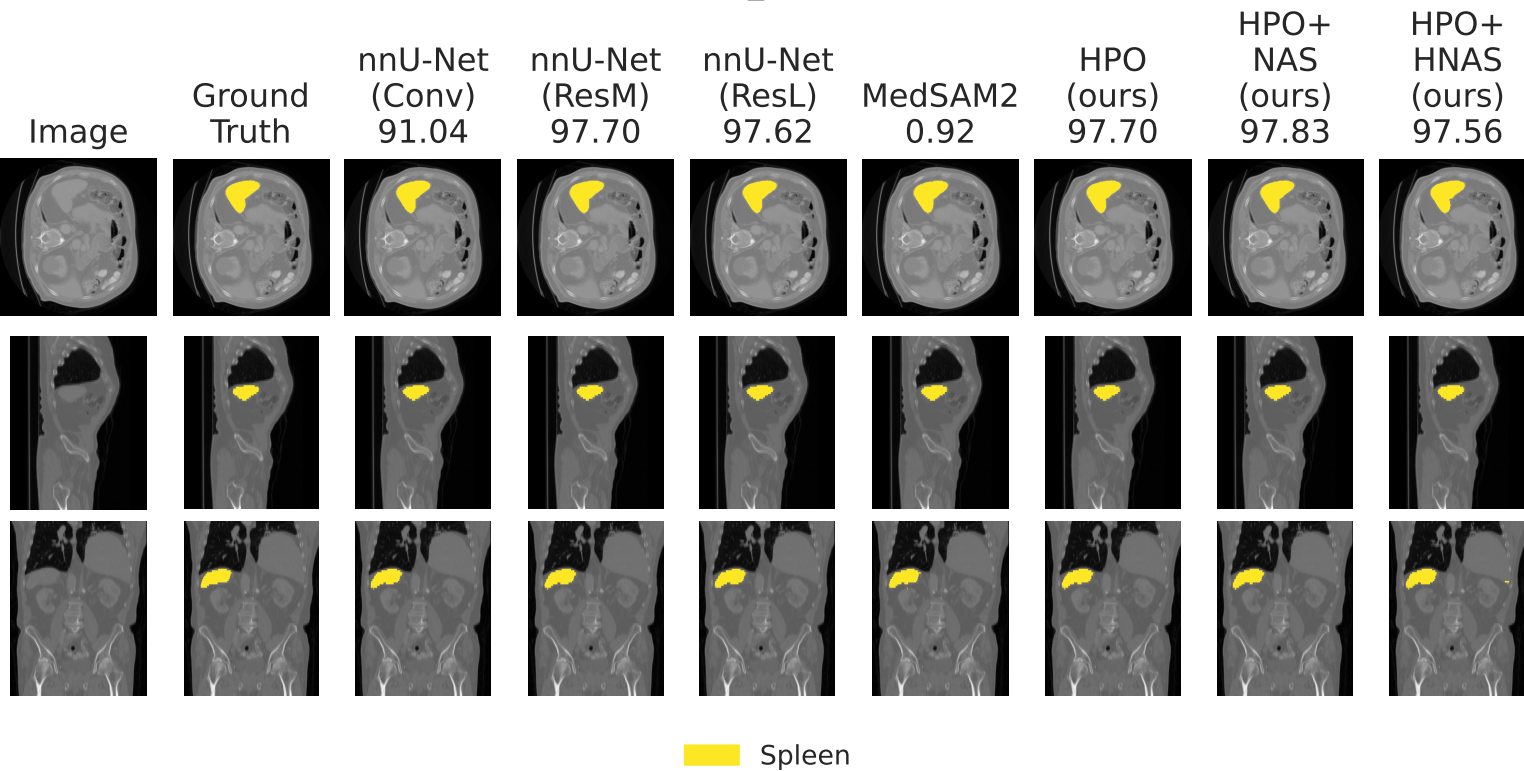 Image
Ground
Truth
nnU-Net
(Conv)
91.04
nnU-Net
(ResM)
97.70
nnU-Net
(ResL)
97.62
MedSAM2
0.92
HPO
(ours)
97.70
HPO+
NAS
(ours)
97.83
HPO+
HNAS
(ours)
97.56
Spleen